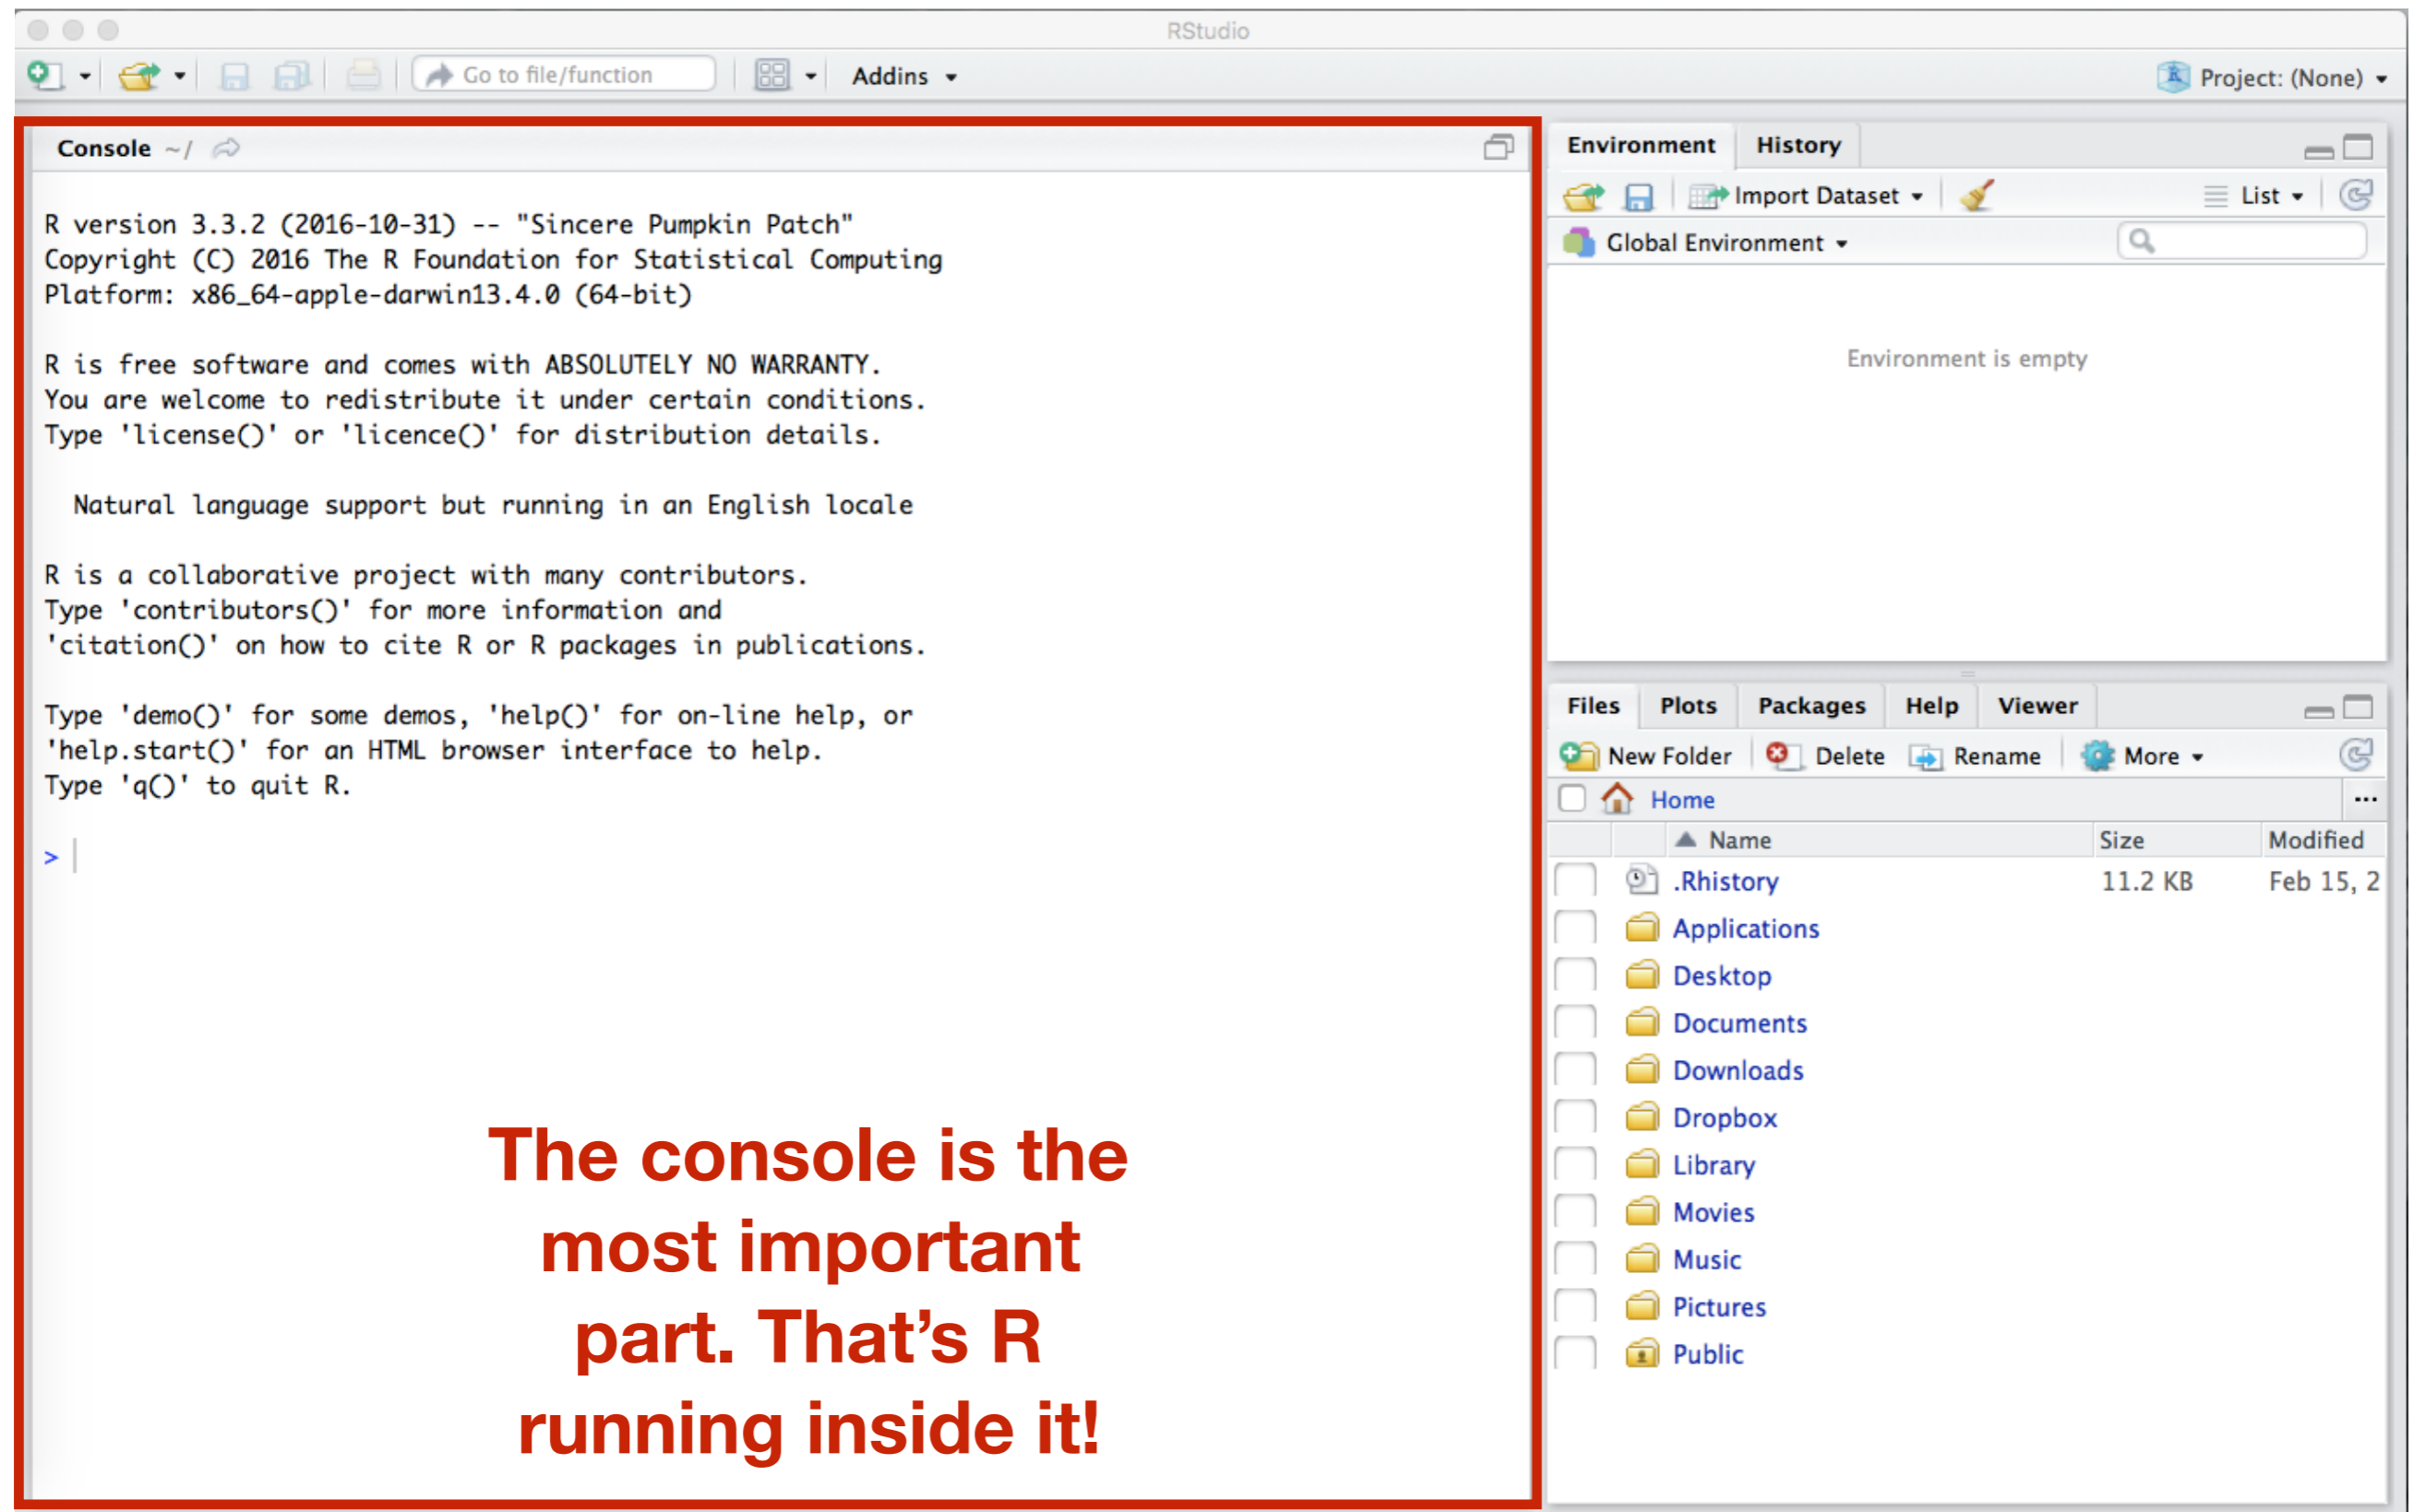 RStudio
Go to file/function
Addins
Project: (None)
Console ~/
R version 3.3.2 (2016-10-31) -- "Sincere Pumpkin Patch"
Copyright (C) 2016 The R Foundation for Statistical Computing
Platform: x86_64-apple-darwin13.4.0 (64-bit)
R is free software and comes with ABSOLUTELY NO WARRANTY.
You are welcome to redistribute it under certain conditions.
Type 'license()' or 'licence()' for distribution details.
Natural language support but running in an English locale
R is a collaborative project with many contributors.
Type 'contributors()' for more information and
'citation()' on how to cite R or R packages in publications.
Type 'demo()' for some demos, 'help()' for on-line help, or
'help.start()' for an HTML browser interface to help.
Type 'q()' to quit R.
>
The console is the
most important
part. That’s R
running inside it!
Environment History
Import Dataset List
Global Environment
Environment is empty
Files Plots Packages Help Viewer
New Folder Delete Rename More
Home ...
Name Size Modified
.Rhistory 11.2 KB Feb 15, 2
Applications
Desktop
Documents
Downloads
Dropbox
Library
Movies
Music
Pictures
Public